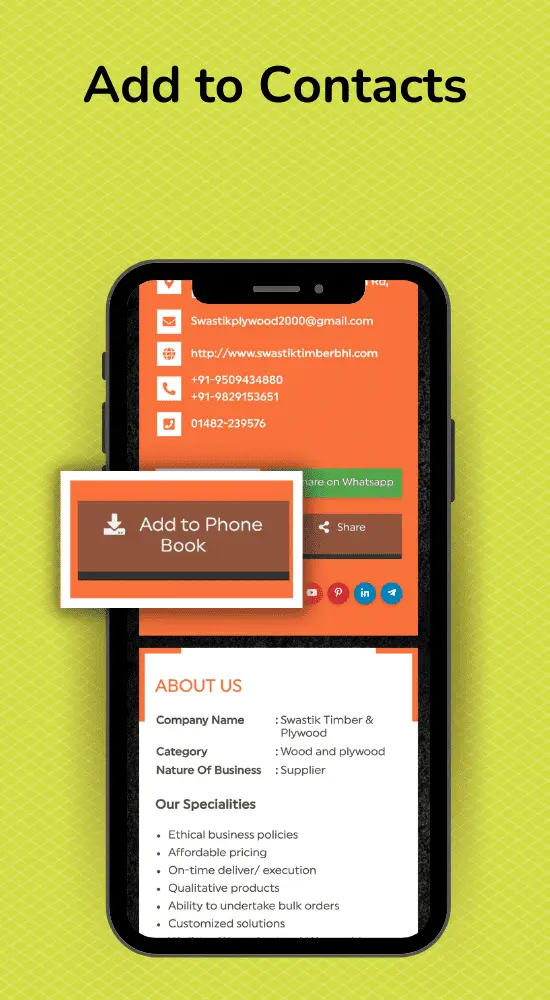 Add to Contacts
Rd,
Swastikplywood2000@gmail.com
http://www.swastiktimberbhl.com
+91-9509434880
+91-9829153651
01482-239576
hare on Whatsapp
Add to Phone
Book
Share
ABOUT US
Company Name : Swastik Timber &
Plywood
Category : Wood and plywood
Nature Of Business : Supplier
Our Specialities
• Ethical business policies
• Affordable pricing
• On-time deliver/ execution
• Qualitative products
• Ability to undertake bulk orders
• Customized solutions